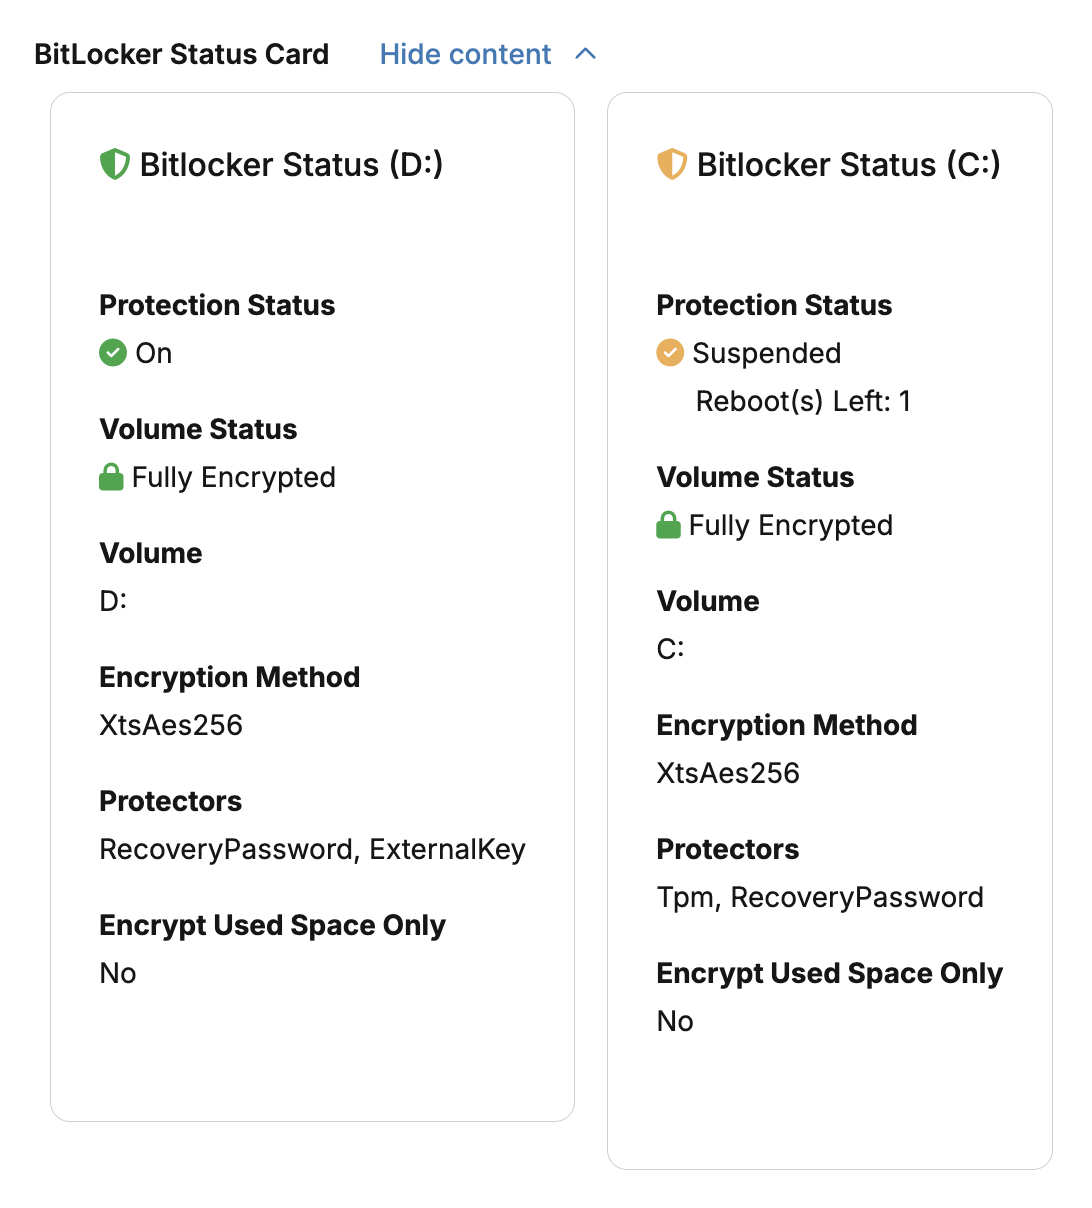 BitLocker Status Card Hide content
Bitlocker Status (D:)
Protection Status
On
Volume Status
Fully Encrypted
Volume
D:
Encryption Method
XtsAes256
Protectors
RecoveryPassword, ExternalKey
Encrypt Used Space Only
No
Bitlocker Status (C:)
Protection Status
Suspended
Reboot(s) Left: 1
Volume Status
Fully Encrypted
Volume
C:
Encryption Method
XtsAes256
Protectors
Tpm, RecoveryPassword
Encrypt Used Space Only
No